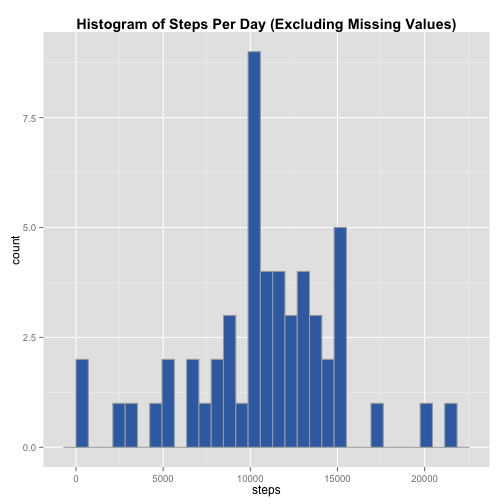 Histogram of Steps Per Day (Excluding Missing Values)
7.5
5.0
2.5
0.0
count
0 5000 10000 15000 20000
steps